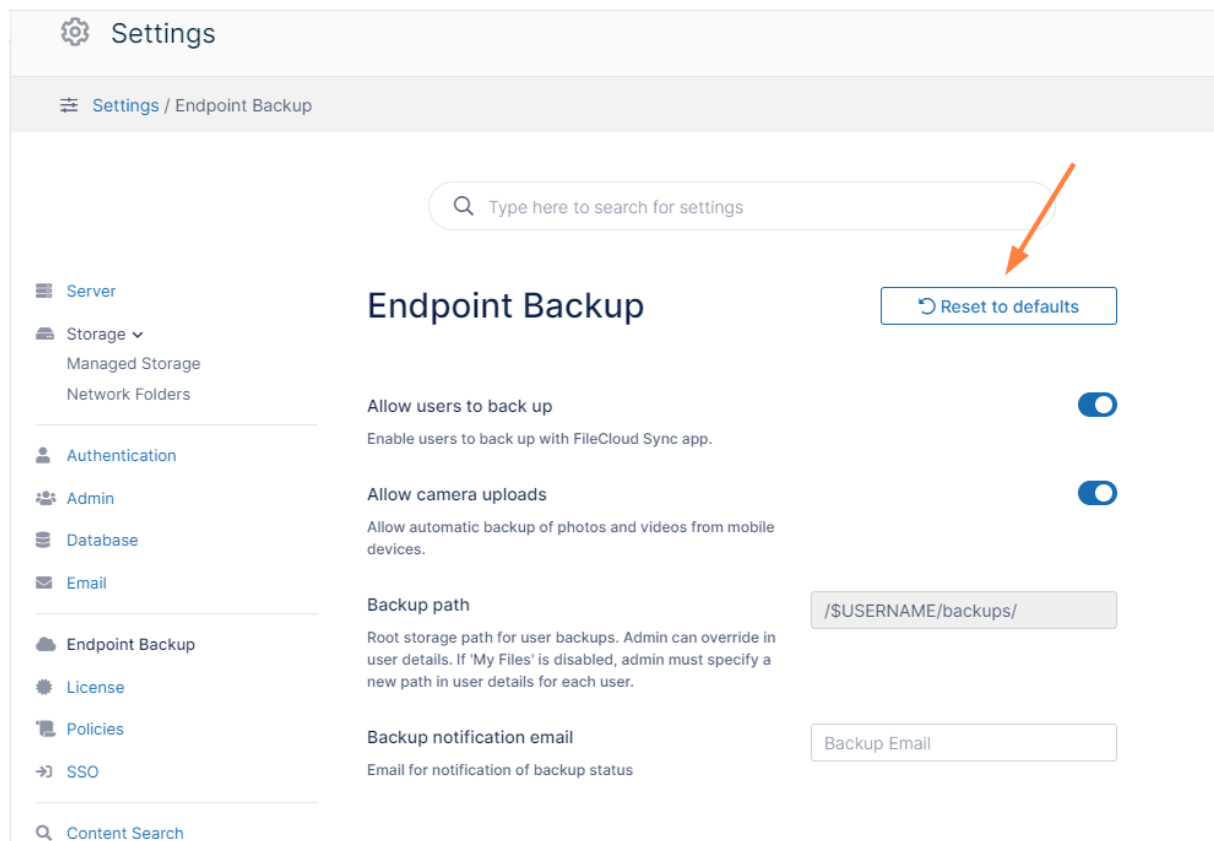 Settings
Settings / Endpoint Backup
Type here to search for settings
Server
Storage
Managed Storage
Network Folders
Authentication
Admin
Database
Email
Endpoint Backup
License
Policies
SSO
Content Search
Endpoint Backup
Reset to defaults
Allow users to back up
Enable users to back up with FileCloud Sync app.
Allow camera uploads
Allow automatic backup of photos and videos from mobile
devices.
Backup path
/$USERNAME/backups/
Root storage path for user backups. Admin can override in
user details. If 'My Files' is disabled, admin must specify a
new path in user details for each user.
Backup notification email
Backup Email
Email for notification of backup status